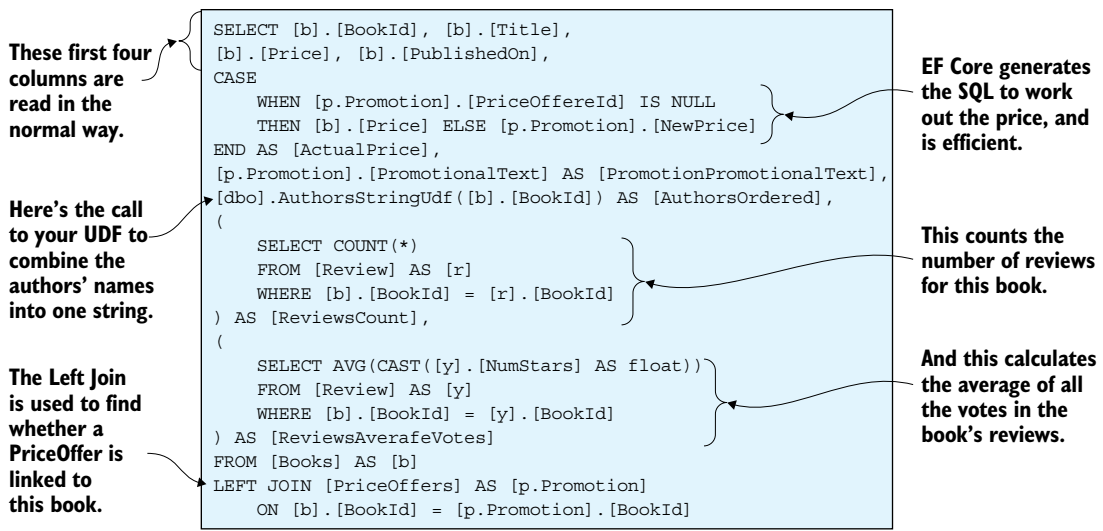 SELECT [b].[BookId], [b].[Title],
[b].[Price], [b].[PublishedOn],
CASE
    WHEN [p.Promotion].[PriceOffereId] IS NULL
    THEN [b].[Price] ELSE [p.Promotion].[NewPrice]
END AS [ActualPrice],
[p.Promotion].[PromotionalText] AS [PromotionPromotionalText],
[dbo].AuthorsStringUdf([b].[BookId]) AS [AuthorsOrdered],
(
    SELECT COUNT(*)
    FROM [Review] AS [r]
    WHERE [b].[BookId] = [r].[BookId]
) AS [ReviewsCount],
(
    SELECT AVG(CAST([y].[NumStars] AS float))
    FROM [Review] AS [y]
    WHERE [b].[BookId] = [y].[BookId]
) AS [ReviewsAverafeVotes]
FROM [Books] AS [b]
LEFT JOIN [PriceOffers] AS [p.Promotion]
    ON [b].[BookId] = [p.Promotion].[BookId]
These first four
columns are
read in the
normal way.
Here's the call
to your UDF to
combine the
authors' names
into one string.
The Left Join
is used to find
whether a
PriceOffer is
linked to
this book.
EF Core generates
the SQL to work
out the price, and
is efficient.
This counts the
number of reviews
for this book.
And this calculates
the average of all
the votes in the
book's reviews.